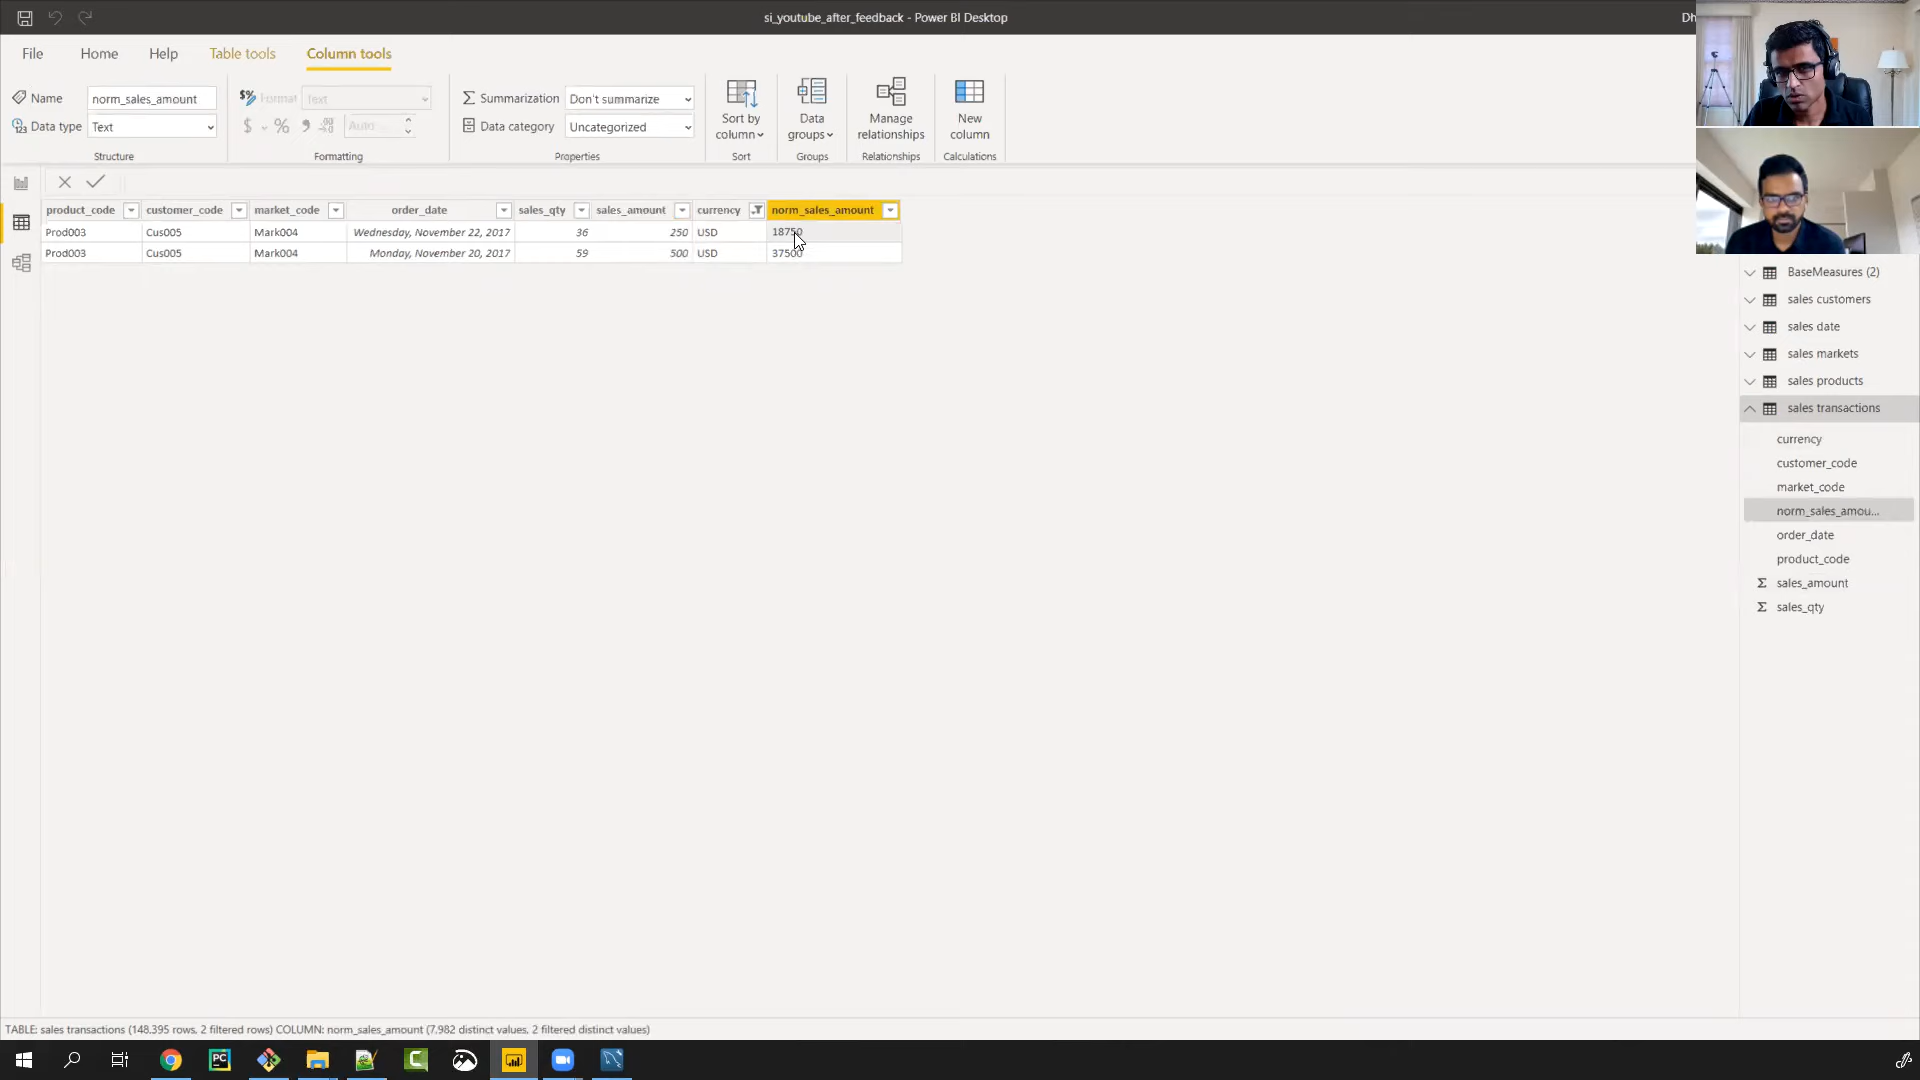 si_youtube_after_feedback - Power BI Desktop
Dh
File Home Help Table tools Column tools
Name norm_sales_amount
Data type Text
Structure
Format Text
$ % Auto
Formatting
Summarization Don't summarize
Data category Uncategorized
Properties
Sort by
column
Sort
Data
groups
Groups
Manage
relationships
Relationships
New
column
Calculations
product_code customer_code market_code order_date sales_qty sales_amount currency norm_sales_amount
Prod003 Cus005 Mark004 Wednesday, November 22, 2017 36 250 USD 18750
Prod003 Cus005 Mark004 Monday, November 20, 2017 59 500 USD 37500
BaseMeasures (2)
sales customers
sales date
sales markets
sales products
sales transactions
currency
customer_code
market_code
norm_sales_amou...
order_date
product_code
Σ sales_amount
Σ sales_qty
TABLE: sales transactions (148,395 rows, 2 filtered rows) COLUMN: norm_sales_amount (7,982 distinct values, 2 filtered distinct values)
PC
C